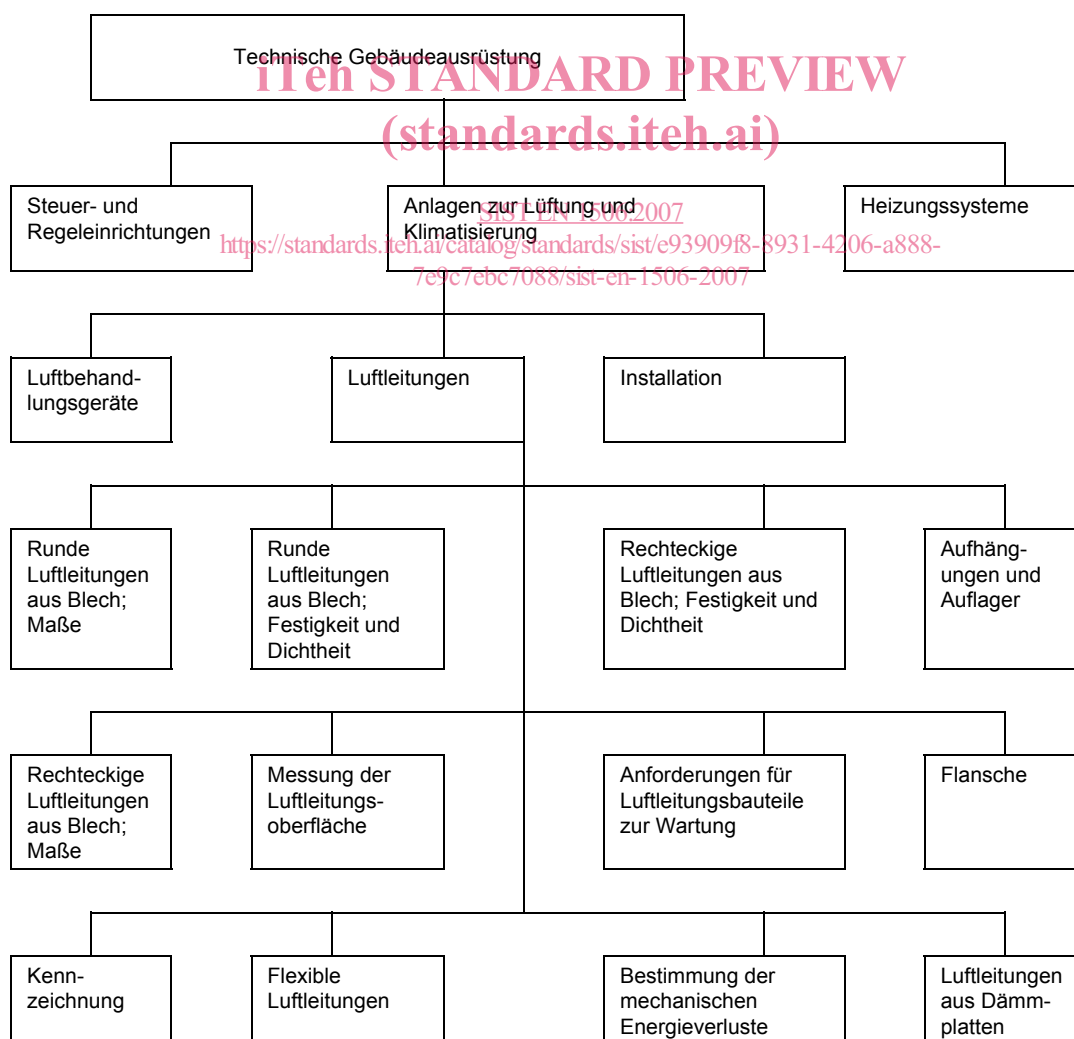 Technische Gebäudeausrüstung
iTeh STANDARD PREVIEW
(standards.iteh.ai)
Steuer- und
Regeleinrichtungen
Anlagen zur Lüftung und
Klimatisierung
Heizungssysteme
SIST EN 1506:2007
https://standards.iteh.ai/catalog/standards/sist/e93909f8-8931-4206-a888-
7e9c7ebc7088/sist-en-1506-2007
Luftbehand-
lungsgeräte
Luftleitungen
Installation
Runde
Luftleitungen
aus Blech;
Maße
Runde
Luftleitungen
aus Blech;
Festigkeit und
Dichtheit
Rechteckige
Luftleitungen aus
Blech; Festigkeit und
Dichtheit
Aufhäng-
ungen und
Auflager
Rechteckige
Luftleitungen
aus Blech;
Maße
Messung der
Luftleitungs-
oberfläche
Anforderungen für
Luftleitungsbauteile
zur Wartung
Flansche
Kenn-
zeichnung
Flexible
Luftleitungen
Bestimmung der
mechanischen
Energieverluste
Luftleitungen
aus Dämm-
platten